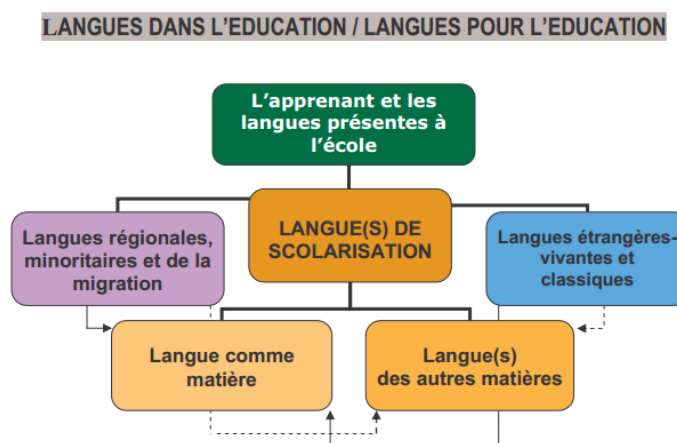 LANGUES DANS L’EDUCATION / LANGUES POUR L’EDUCATION
L’apprenant et les
langues présentes à
l’école
LANGUE(S) DE
SCOLARISATION
Langues régionales,
minoritaires et de la
migration
Langues étrangères-
vivantes et
classiques
Langue comme
matière
Langue(s)
des autres matières